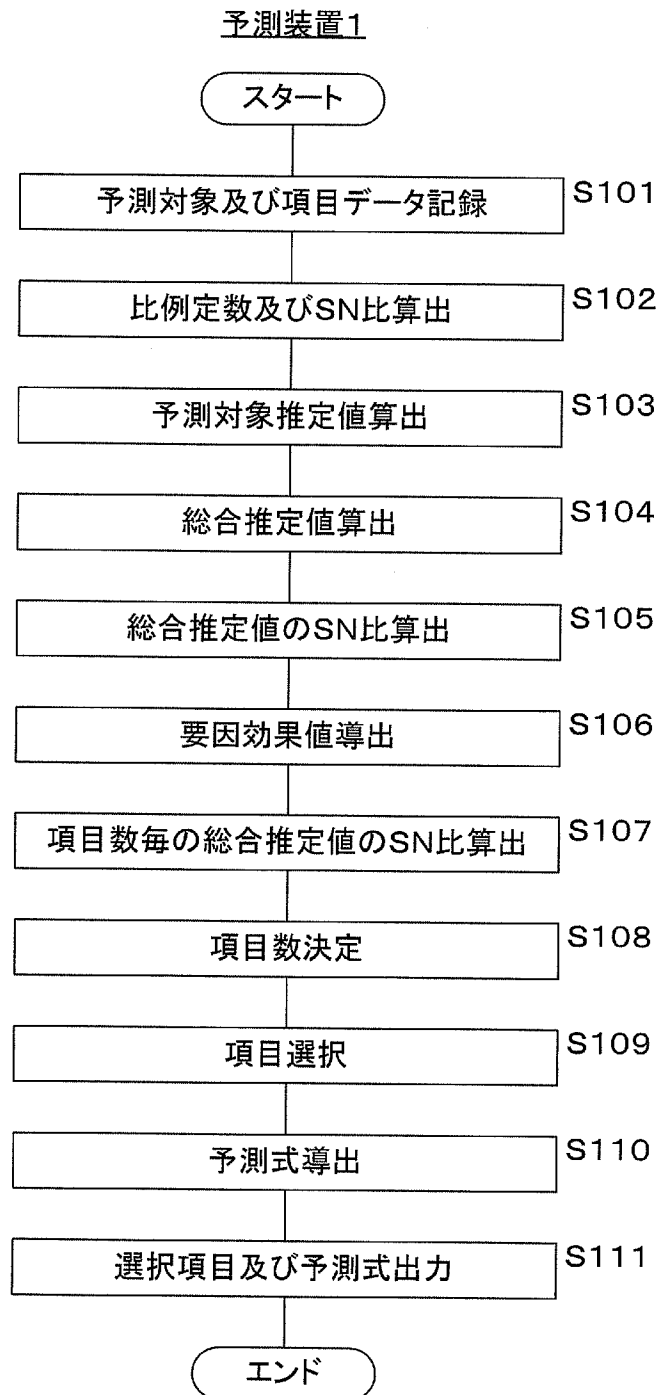 予測装置1
スタート
予測対象及び項目データ記録 S101
比例定数及びSN比算出 S102
予測対象推定値算出 S103
総合推定値算出 S104
総合推定値のSN比算出 S105
要因効果値導出 S106
項目数毎の総合推定値のSN比算出 S107
項目数決定 S108
項目選択 S109
予測式導出 S110
選択項目及び予測式出力 S111
エンド